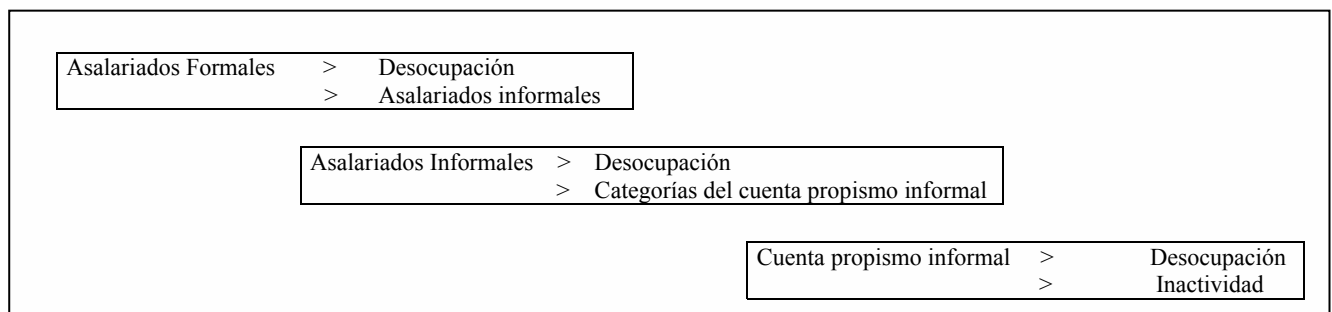 Asalariados Formales > Desocupación
> Asalariados informales
Asalariados Informales > Desocupación
> Categorías del cuenta propismo informal
Cuenta propismo informal > Desocupación
> Inactividad